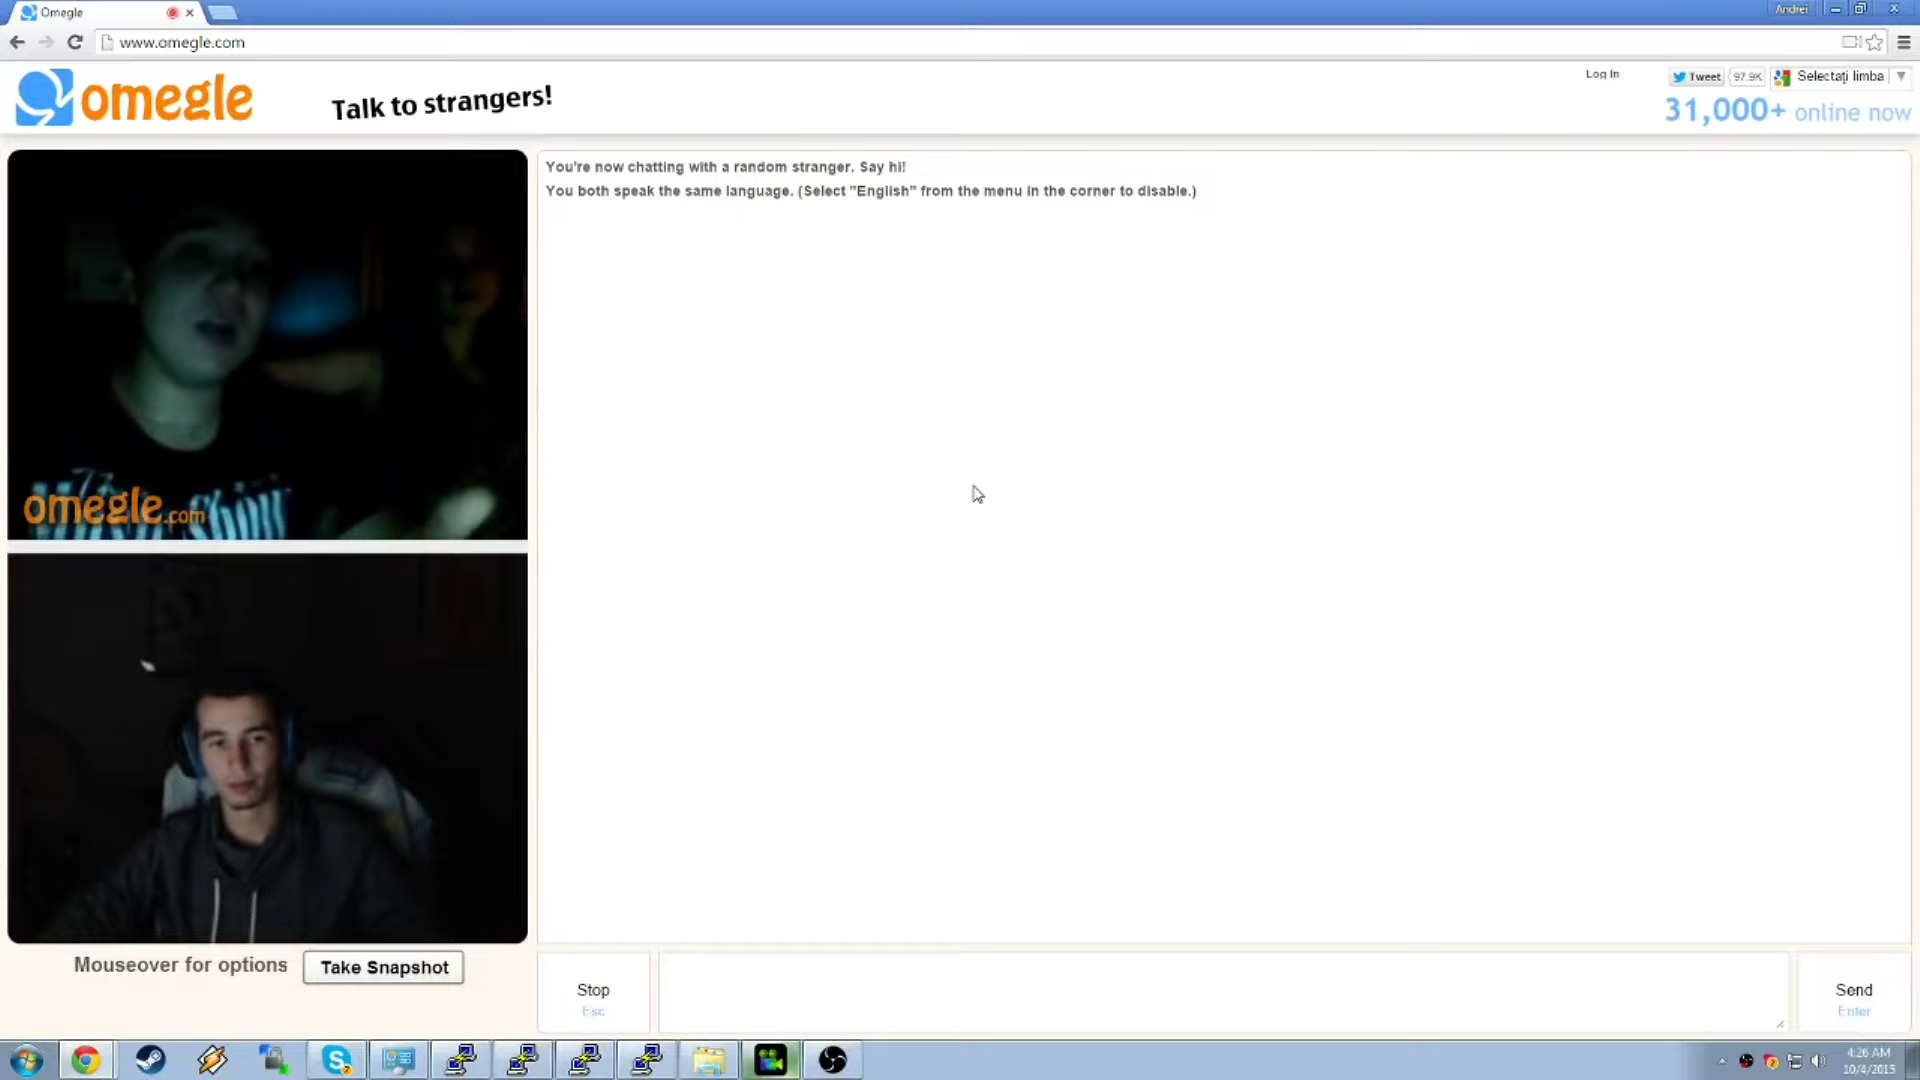 Omegle
Andrei
www.omegle.com
omegle
Talk to strangers!
Log In
Tweet
97.9K
Selectați limba
31,000+ online now
You're now chatting with a random stranger. Say hi!
You both speak the same language. (Select "English" from the menu in the corner to disable.)
omegle.com
Mouseover for options
Take Snapshot
Stop
Esc
Send
Enter
4:26 AM
10/4/2015